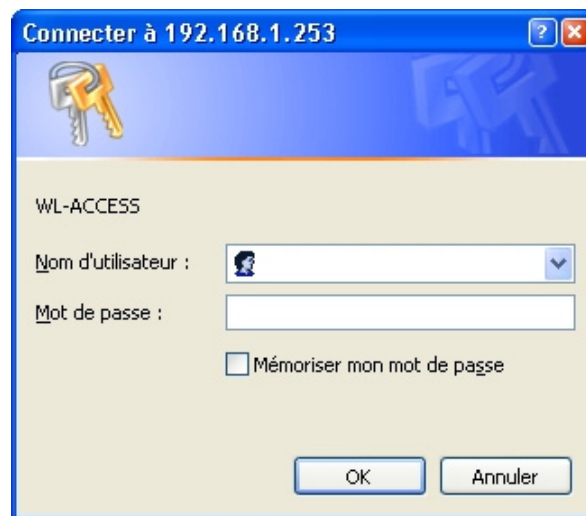 Connecter à 192.168.1.253
WL-ACCESS
Nom d'utilisateur :
Mot de passe :
Mémoriser mon mot de passe
OK Annuler